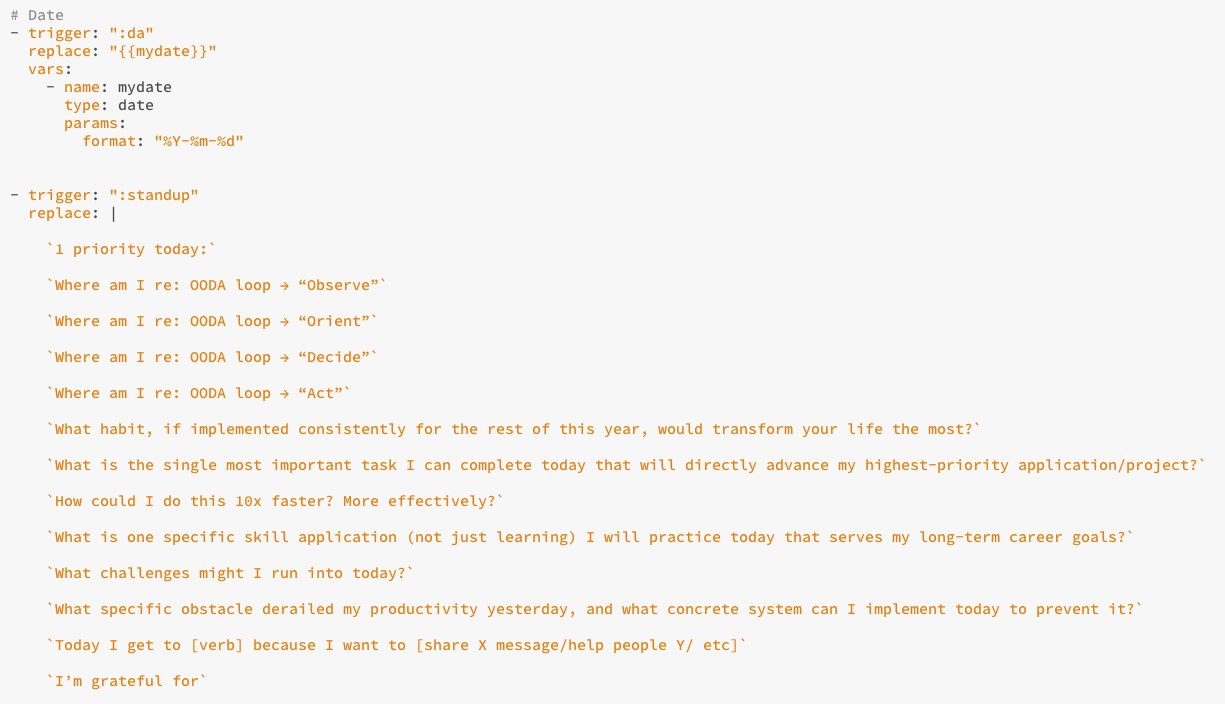 # Date
- trigger: ":da"
  replace: "{{mydate}}"
  vars:
    - name: mydate
      type: date
      params:
        format: "%Y-%m-%d"
- trigger: ":standup"
  replace: |
    `1 priority today:`
    `Where am I re: OODA loop → “Observe”`
    `Where am I re: OODA loop → “Orient”`
    `Where am I re: OODA loop → “Decide”`
    `Where am I re: OODA loop → “Act”`
    `What habit, if implemented consistently for the rest of this year, would transform your life the most?`
    `What is the single most important task I can complete today that will directly advance my highest-priority application/project?`
    `How could I do this 10x faster? More effectively?`
    `What is one specific skill application (not just learning) I will practice today that serves my long-term career goals?`
    `What challenges might I run into today?`
    `What specific obstacle derailed my productivity yesterday, and what concrete system can I implement today to prevent it?`
    `Today I get to [verb] because I want to [share X message/help people Y/ etc]`
    `I’m grateful for`